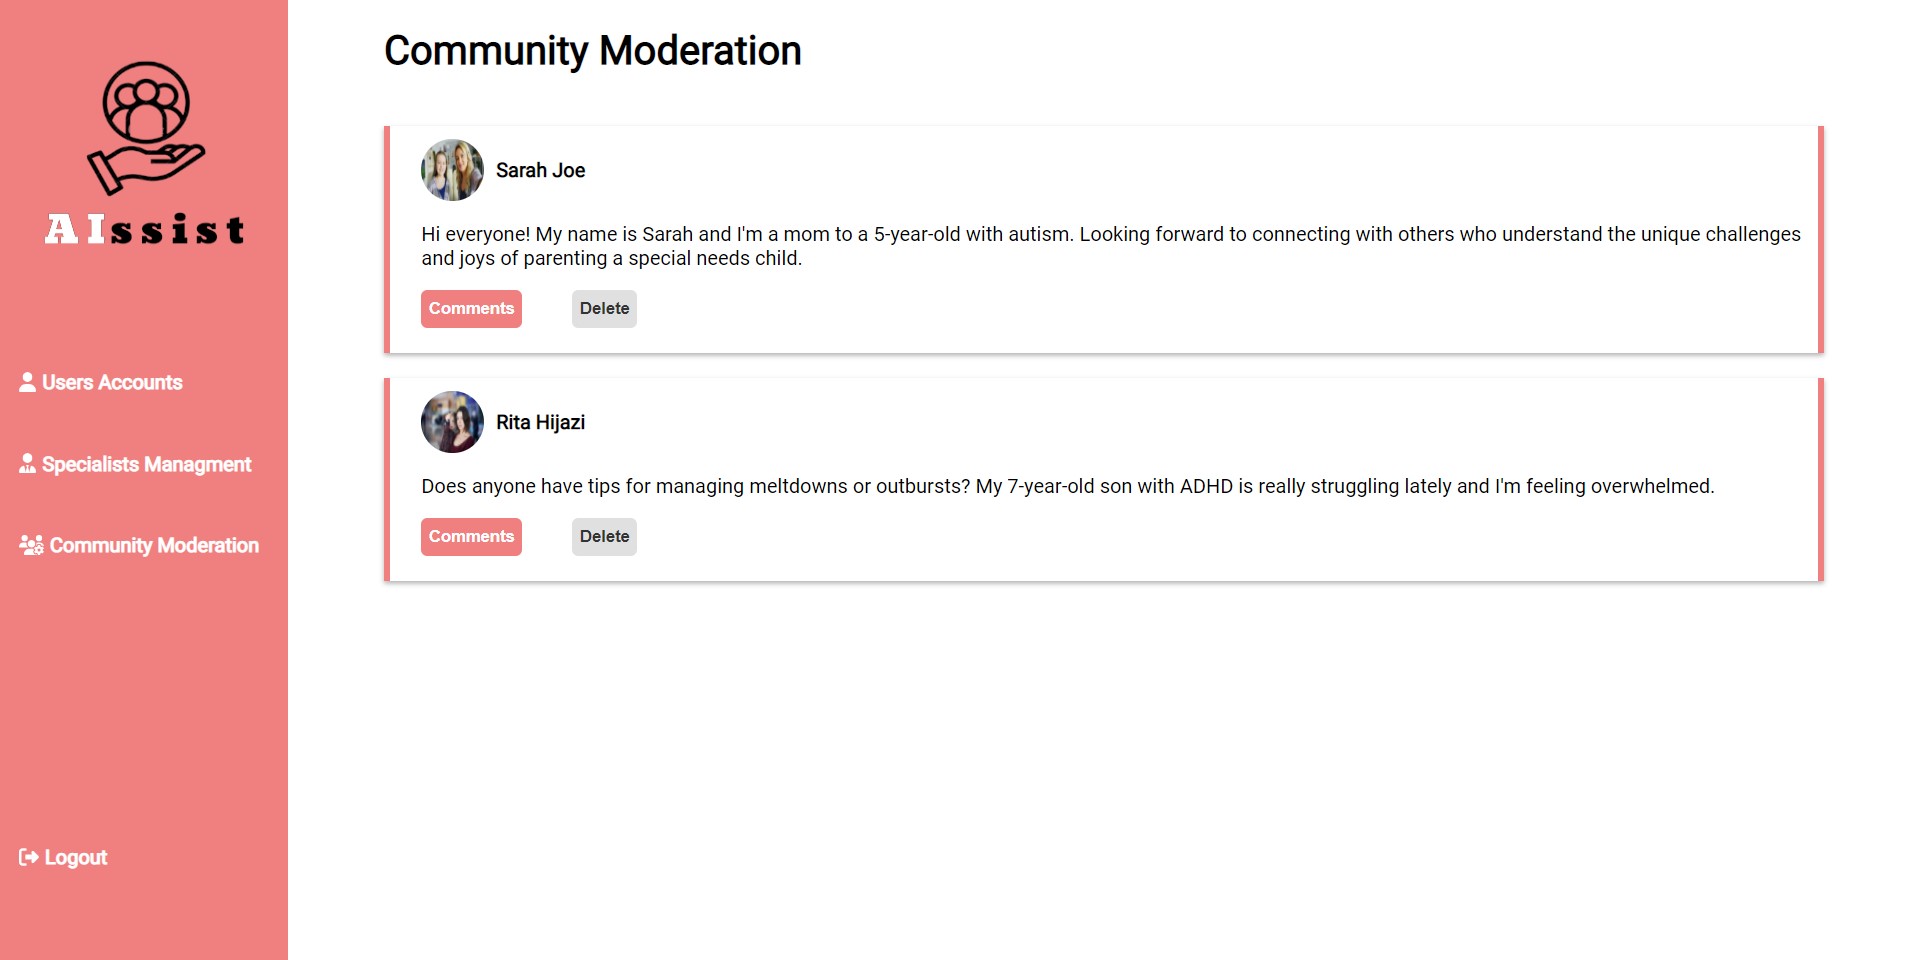 AIssist
Users Accounts
Specialists Managment
Community Moderation
Logout
Community Moderation
Sarah Joe
Hi everyone! My name is Sarah and I'm a mom to a 5-year-old with autism. Looking forward to connecting with others who understand the unique challenges
and joys of parenting a special needs child.
Comments Delete
Rita Hijazi
Does anyone have tips for managing meltdowns or outbursts? My 7-year-old son with ADHD is really struggling lately and I'm feeling overwhelmed.
Comments Delete